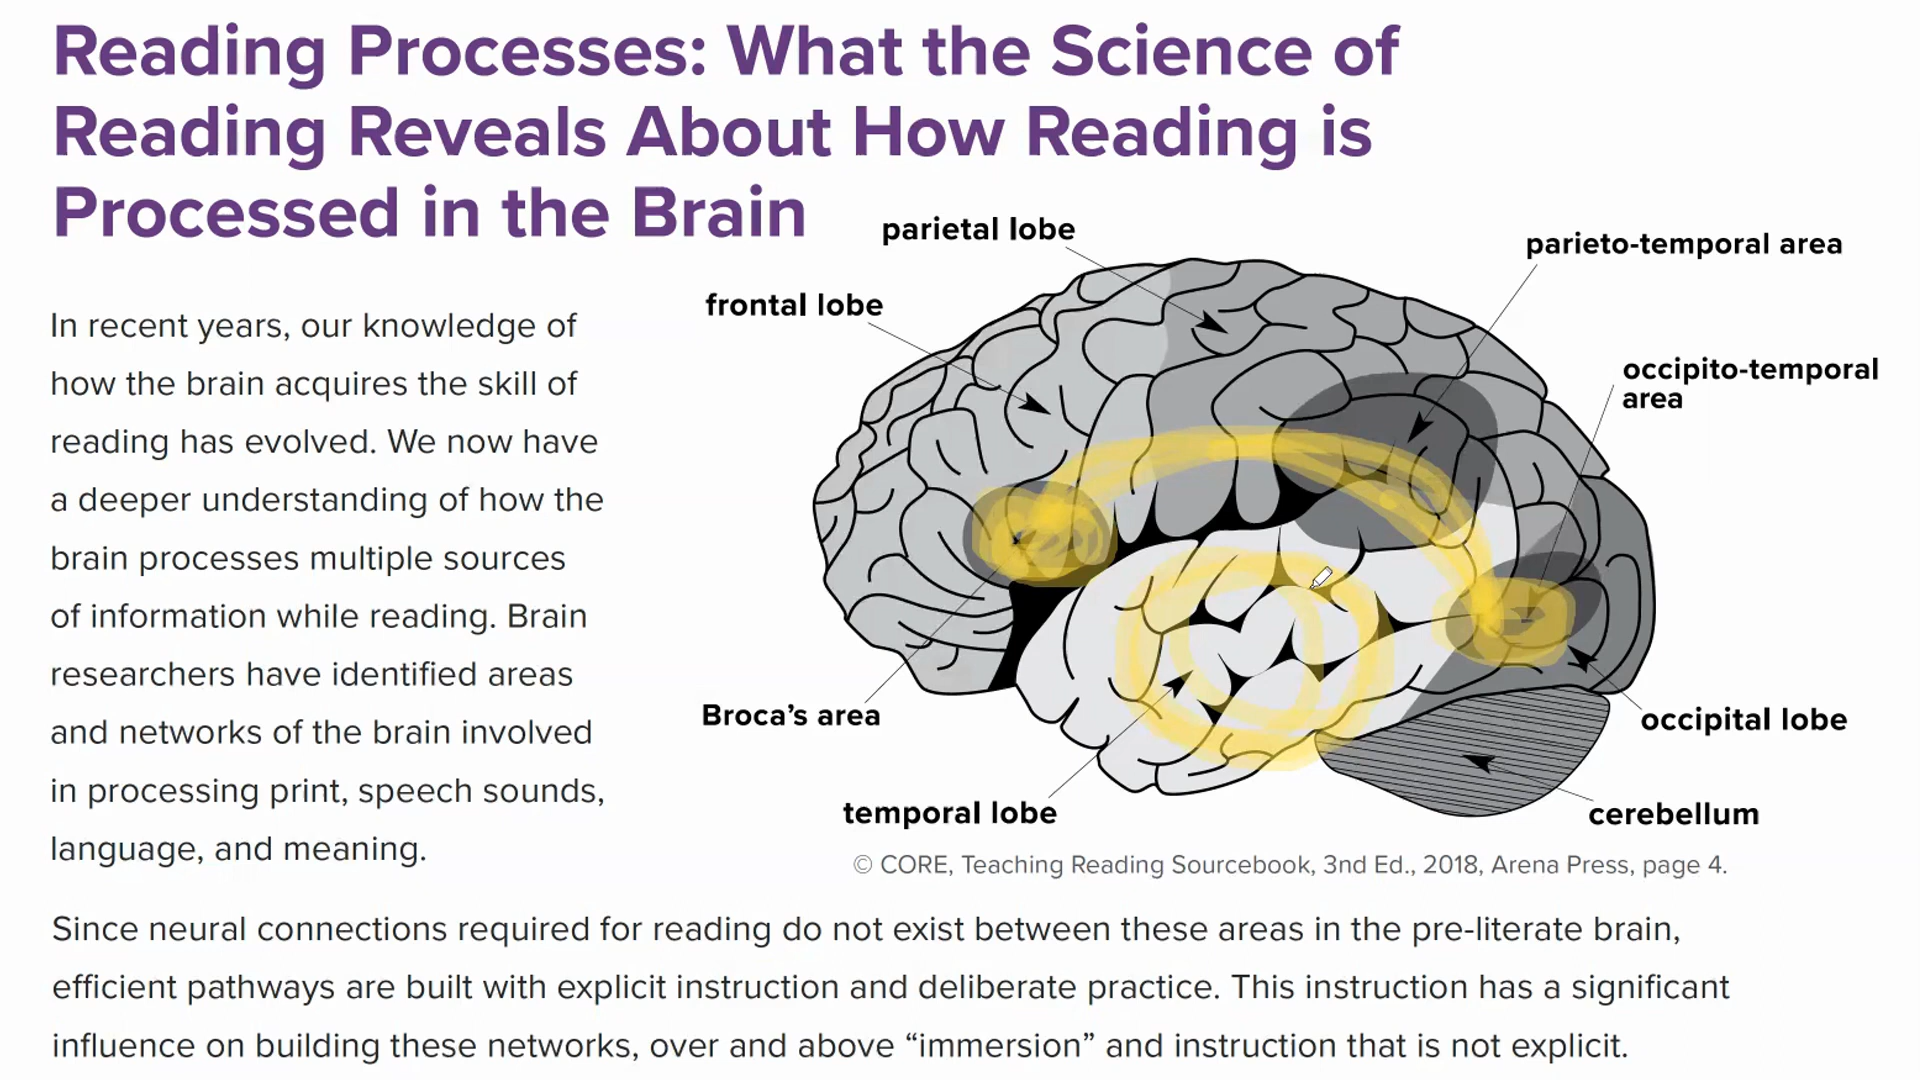 Reading Processes: What the Science of
Reading Reveals About How Reading is
Processed in the Brain
In recent years, our knowledge of
how the brain acquires the skill of
reading has evolved. We now have
a deeper understanding of how the
brain processes multiple sources
of information while reading. Brain
researchers have identified areas
and networks of the brain involved
in processing print, speech sounds,
language, and meaning.
parietal lobe
parieto-temporal area
frontal lobe
occipito-temporal
area
Broca's area
occipital lobe
temporal lobe
cerebellum
© CORE, Teaching Reading Sourcebook, 3nd Ed., 2018, Arena Press, page 4.
Since neural connections required for reading do not exist between these areas in the pre-literate brain,
efficient pathways are built with explicit instruction and deliberate practice. This instruction has a significant
influence on building these networks, over and above “immersion” and instruction that is not explicit.